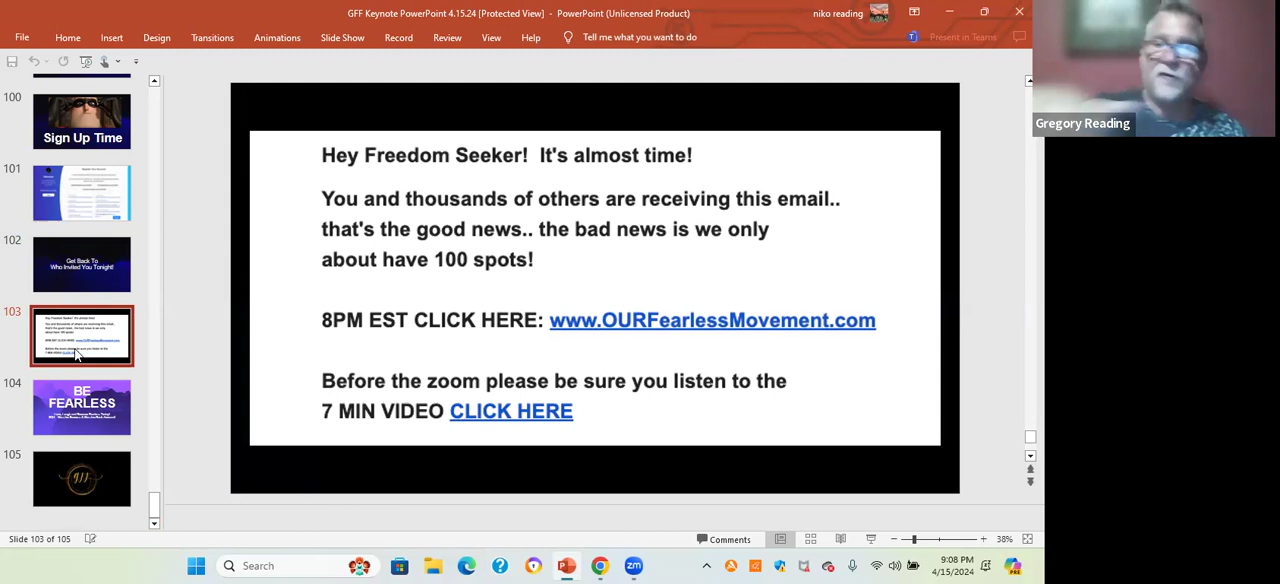 GFF Keynote PowerPoint 4.15.24 [Protected View] - PowerPoint (Unlicensed Product)
niko reading
File Home Insert Design Transitions Animations Slide Show Record Review View Help Tell me what you want to do
Present in Teams
Gregory Reading
100
Sign Up Time
101
102
Get Back To
Who Invited You Tonight!
103
104
BE
FEARLESS
105
GFF
Hey Freedom Seeker! It's almost time!
You and thousands of others are receiving this email..
that's the good news.. the bad news is we only
about have 100 spots!
8PM EST CLICK HERE: www.OURFearlessMovement.com
Before the zoom please be sure you listen to the
7 MIN VIDEO CLICK HERE
Slide 103 of 105
Comments
38%
Search
zm
9:08 PM
4/15/2024
PRE